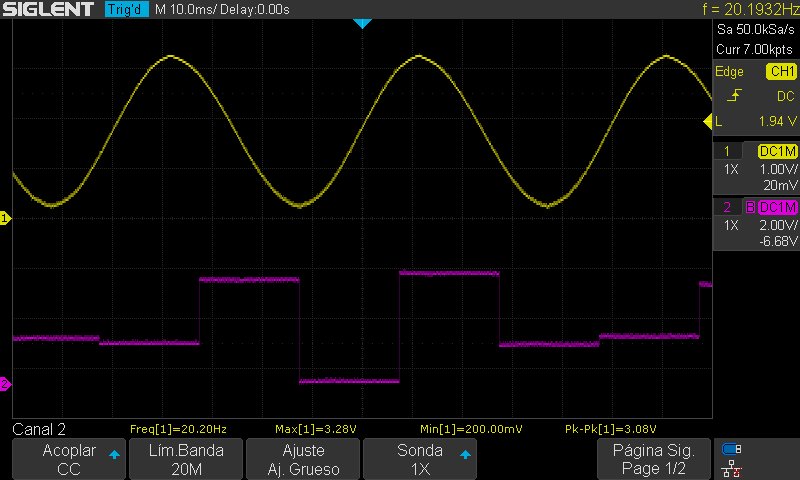 SIGLENT Trig'd M 10.0ms/ Delay:0.00s f = 20.1932Hz
Sa 50.0kSa/s
Curr 7.00kpts
Edge CH1
DC
L 1.94 V
1 DC1M
1X 1.00V/
20mV
2 B DC1M
1X 2.00V/
-6.68V
1
2
Canal 2 Freq[1]=20.20Hz Max[1]=3.28V Min[1]=200.00mV Pk-Pk[1]=3.08V
Acoplar Lím.Banda Ajuste Sonda Página Sig.
CC 20M Aj. Grueso 1X Page 1/2